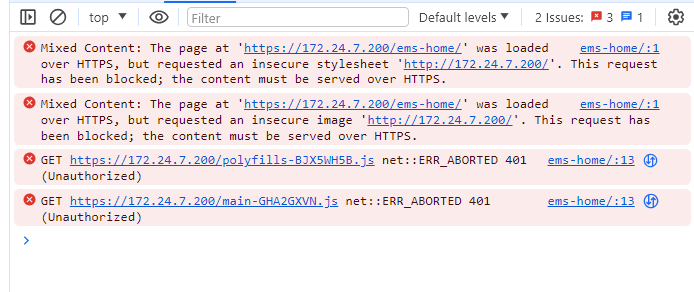 top ▼ Filter Default levels ▼ 2 Issues: 3 1
Mixed Content: The page at 'https://172.24.7.200/ems-home/' was loaded ems-home/:1
over HTTPS, but requested an insecure stylesheet 'http://172.24.7.200/'. This request
has been blocked; the content must be served over HTTPS.
Mixed Content: The page at 'https://172.24.7.200/ems-home/' was loaded ems-home/:1
over HTTPS, but requested an insecure image 'http://172.24.7.200/'. This request has
been blocked; the content must be served over HTTPS.
GET https://172.24.7.200/polyfills-BJX5WH5B.js net::ERR_ABORTED 401 ems-home/:13
(Unauthorized)
GET https://172.24.7.200/main-GHA2GXVN.js net::ERR_ABORTED 401 ems-home/:13
(Unauthorized)